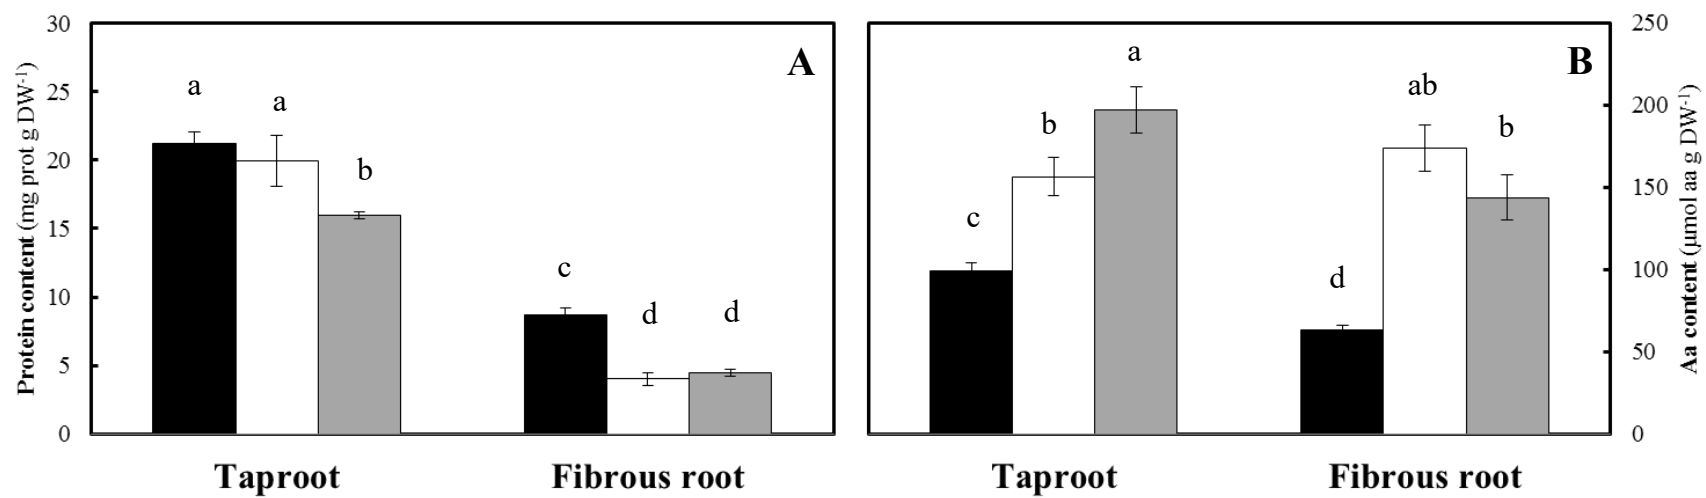 30
25
20
15
10
5
0
Protein content (mg prot g DW⁻¹)
A
a
a
b
c
d
d
Taproot
Fibrous root
B
c
b
a
d
ab
b
Taproot
Fibrous root
250
200
150
100
50
0
Aa content (µmol aa g DW⁻¹)